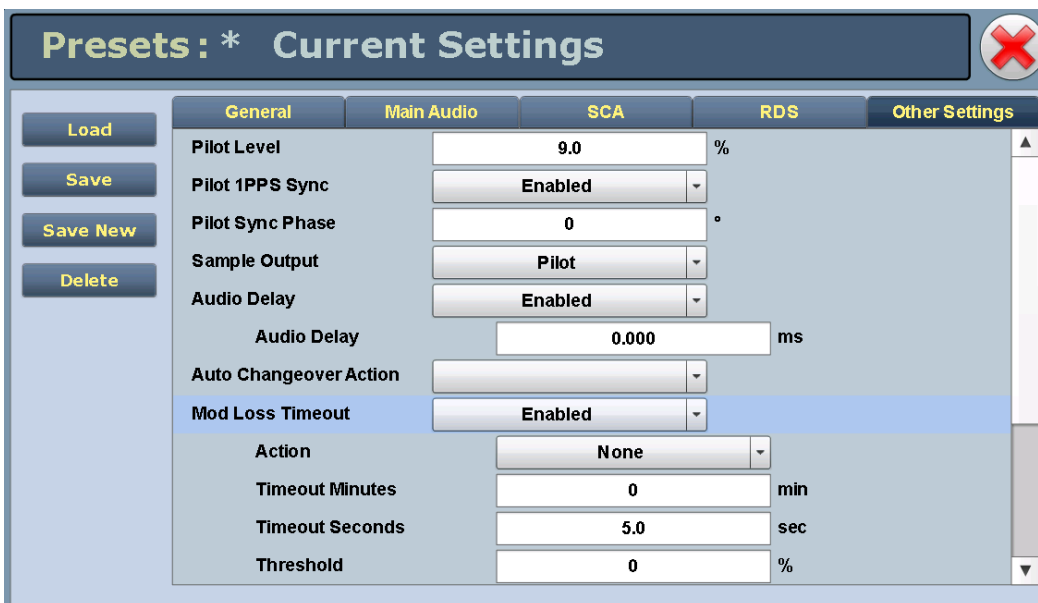 Presets: * Current Settings
General Main Audio SCA RDS Other Settings
Load
Save
Save New
Delete
Pilot Level 9.0 %
Pilot 1PPS Sync Enabled
Pilot Sync Phase 0 °
Sample Output Pilot
Audio Delay Enabled
Audio Delay 0.000 ms
Auto Changeover Action
Mod Loss Timeout Enabled
Action None
Timeout Minutes 0 min
Timeout Seconds 5.0 sec
Threshold 0 %